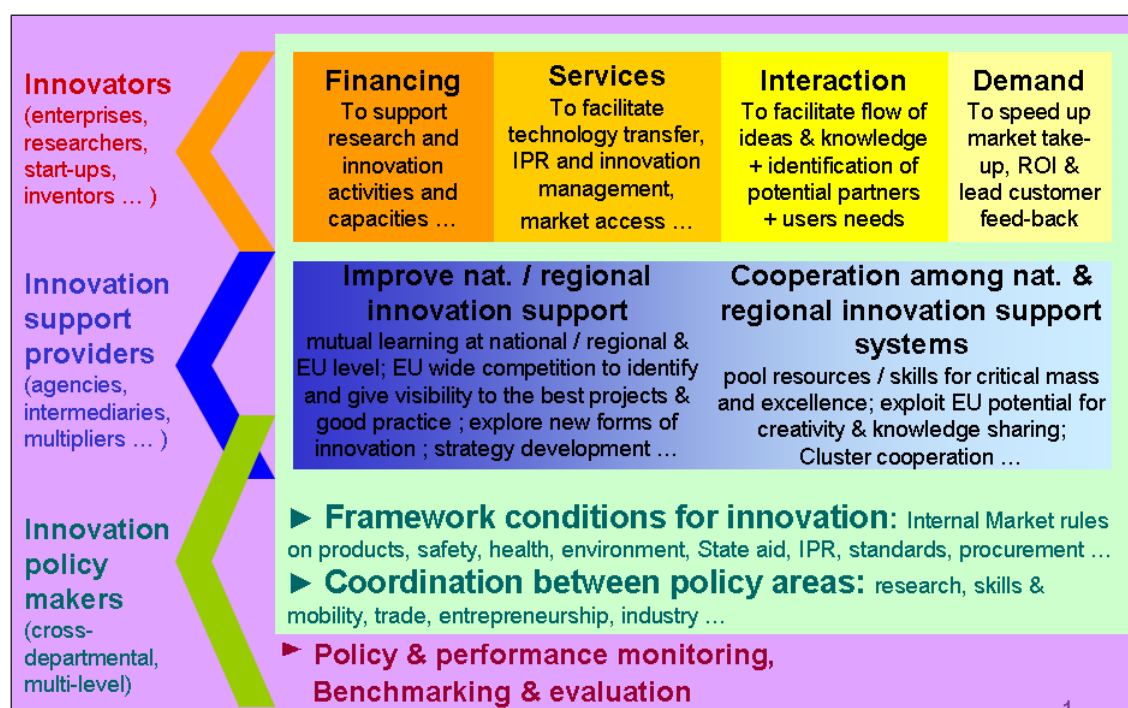 Innovators
(enterprises,
researchers,
start-ups,
inventors … )
Financing
To support
research and
innovation
activities and
capacities …
Services
To facilitate
technology transfer,
IPR and innovation
management,
market access …
Interaction
To facilitate flow of
ideas & knowledge
+ identification of
potential partners
+ users needs
Demand
To speed up
market take-
up, ROI &
lead customer
feed-back
Innovation
support
providers
(agencies,
intermediaries,
multipliers … )
Improve nat. / regional
innovation support
mutual learning at national / regional &
EU level; EU wide competition to identify
and give visibility to the best projects &
good practice ; explore new forms of
innovation ; strategy development …
Cooperation among nat. &
regional innovation support
systems
pool resources / skills for critical mass
and excellence; exploit EU potential for
creativity & knowledge sharing;
Cluster cooperation …
Innovation
policy
makers
(cross-
departmental,
multi-level)
► Framework conditions for innovation: Internal Market rules
on products, safety, health, environment, State aid, IPR, standards, procurement …
► Coordination between policy areas: research, skills &
mobility, trade, entrepreneurship, industry …
► Policy & performance monitoring,
Benchmarking & evaluation
1